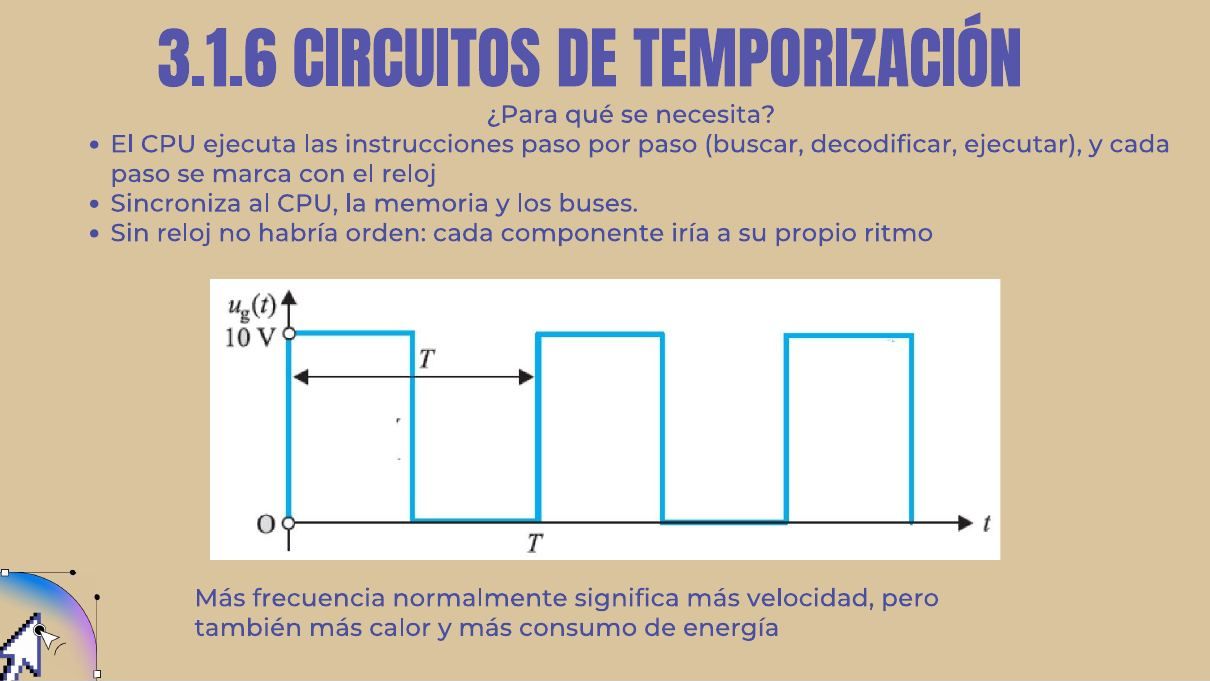 3.1.6 CIRCUITOS DE TEMPORIZACIÓN
¿Para qué se necesita?
• El CPU ejecuta las instrucciones paso por paso (buscar, decodificar, ejecutar), y cada
paso se marca con el reloj
• Sincroniza al CPU, la memoria y los buses.
• Sin reloj no habría orden: cada componente iría a su propio ritmo
ug(t)
10 V
T
O
t
T
Más frecuencia normalmente significa más velocidad, pero
también más calor y más consumo de energía